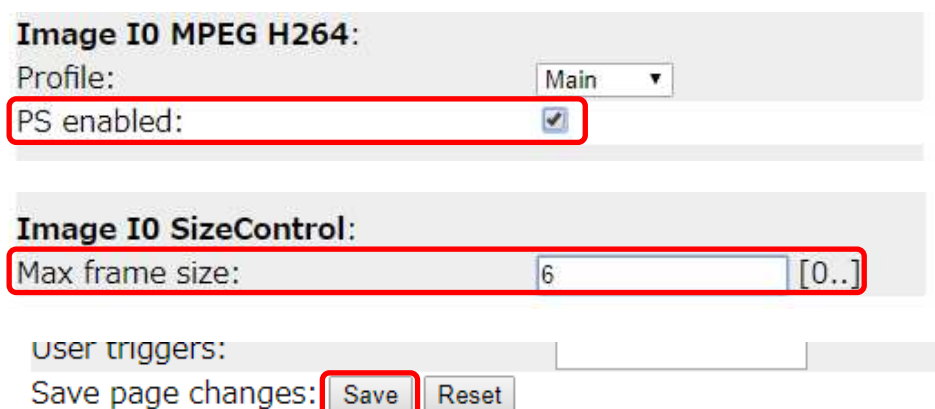 Image I0 MPEG H264:
Profile: Main
PS enabled:
Image I0 SizeControl:
Max frame size: 6 [0..]
User triggers:
Save page changes: Save Reset